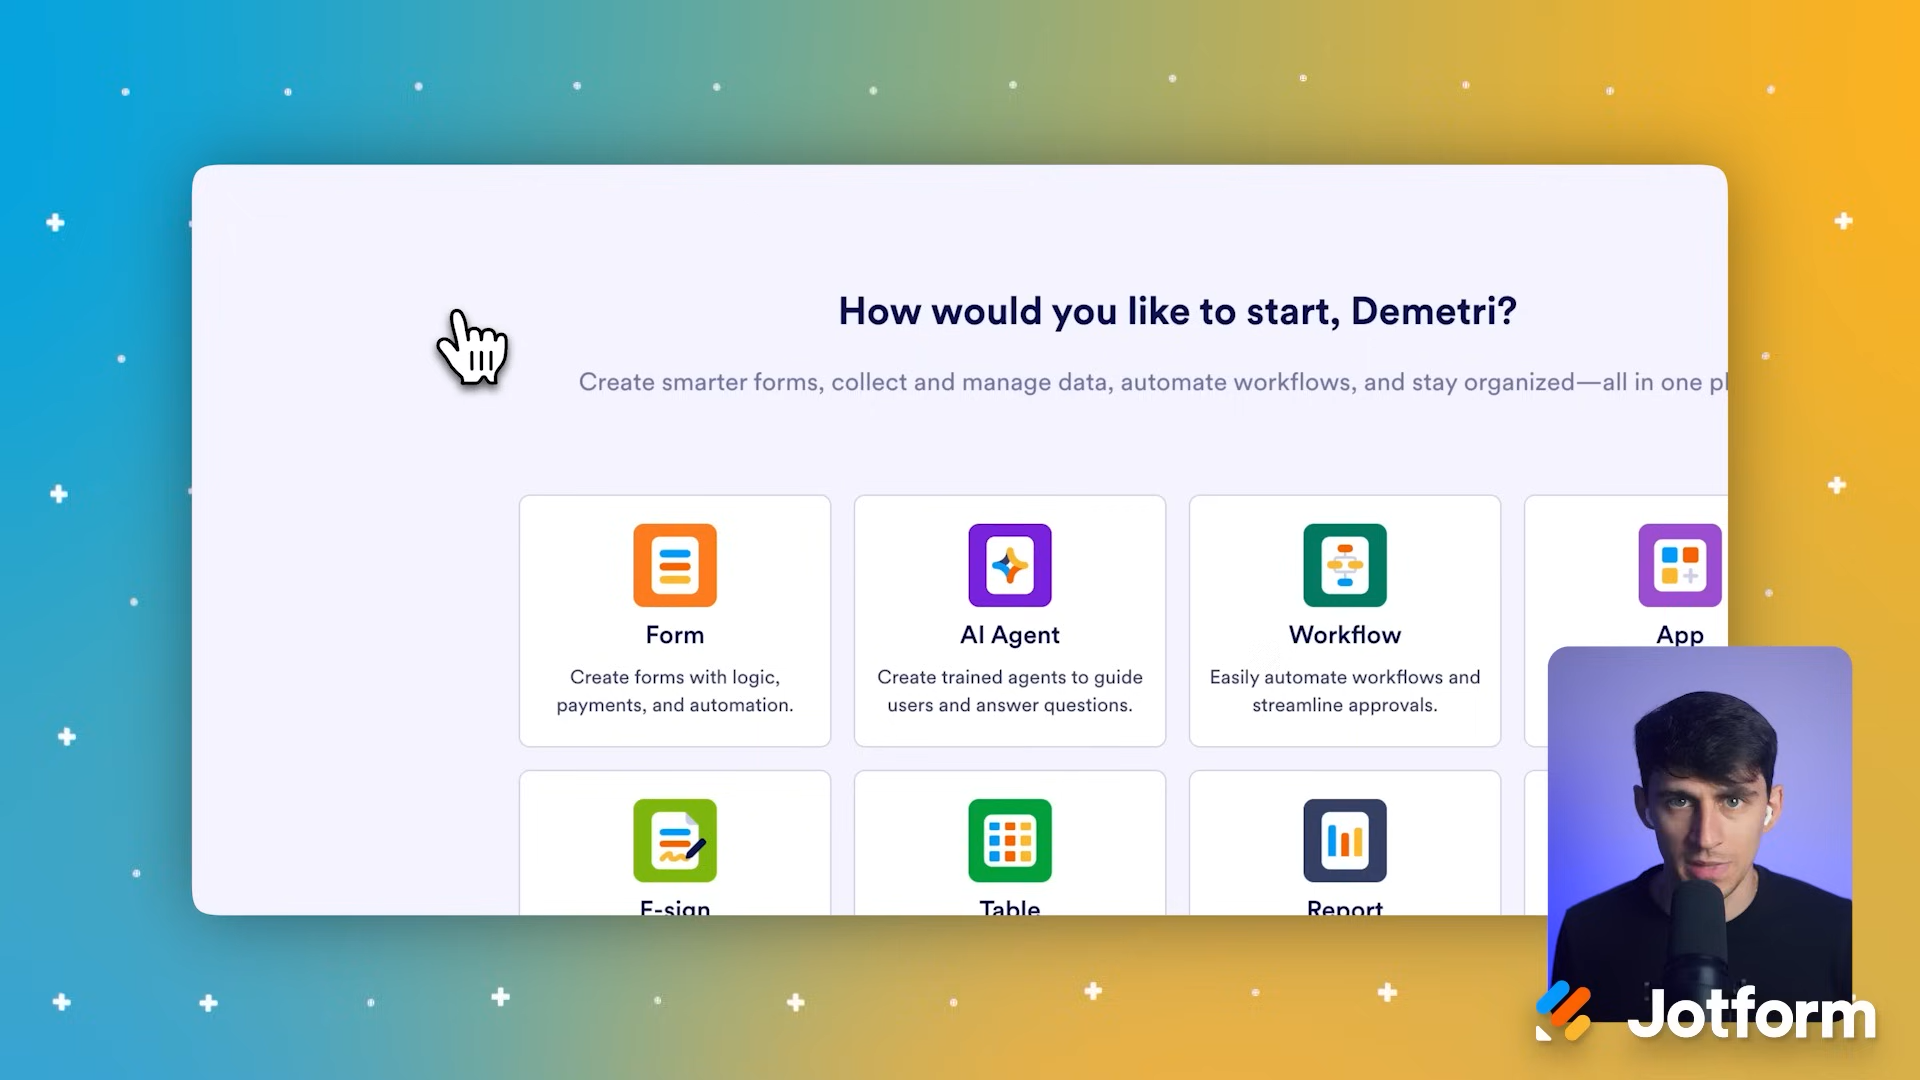 How would you like to start, Demetri?
Create smarter forms, collect and manage data, automate workflows, and stay organized—all in one pl
Form
Create forms with logic,
payments, and automation.
AI Agent
Create trained agents to guide
users and answer questions.
Workflow
Easily automate workflows and
streamline approvals.
App
E-sign
Table
Report
Jotform